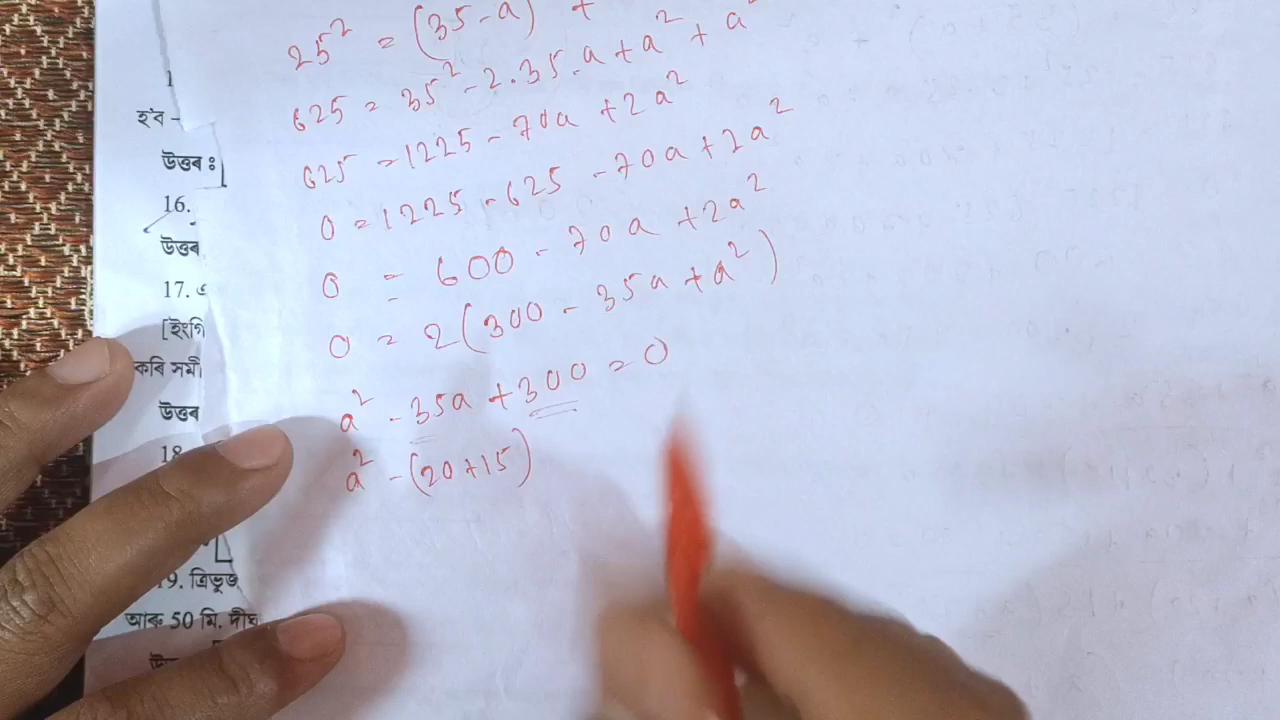 25² = (35-a) +
625 = 35² - 2.35.a + a² + a²
625 = 1225 - 70a + 2a²
0 = 1225 - 625 - 70a + 2a²
0 = 600 - 70a + 2a²
0 = 2(300 - 35a + a²)
a² - 35a + 300 = 0
a² - (20+15)
1
হ'ব -
উত্তৰ ঃ
16.
উত্তৰ
17.
[ইংৰি
কৰি সমী
উত্তৰ
18
19. ত্রিভূজ
আৰু 50 মি. দীঘ